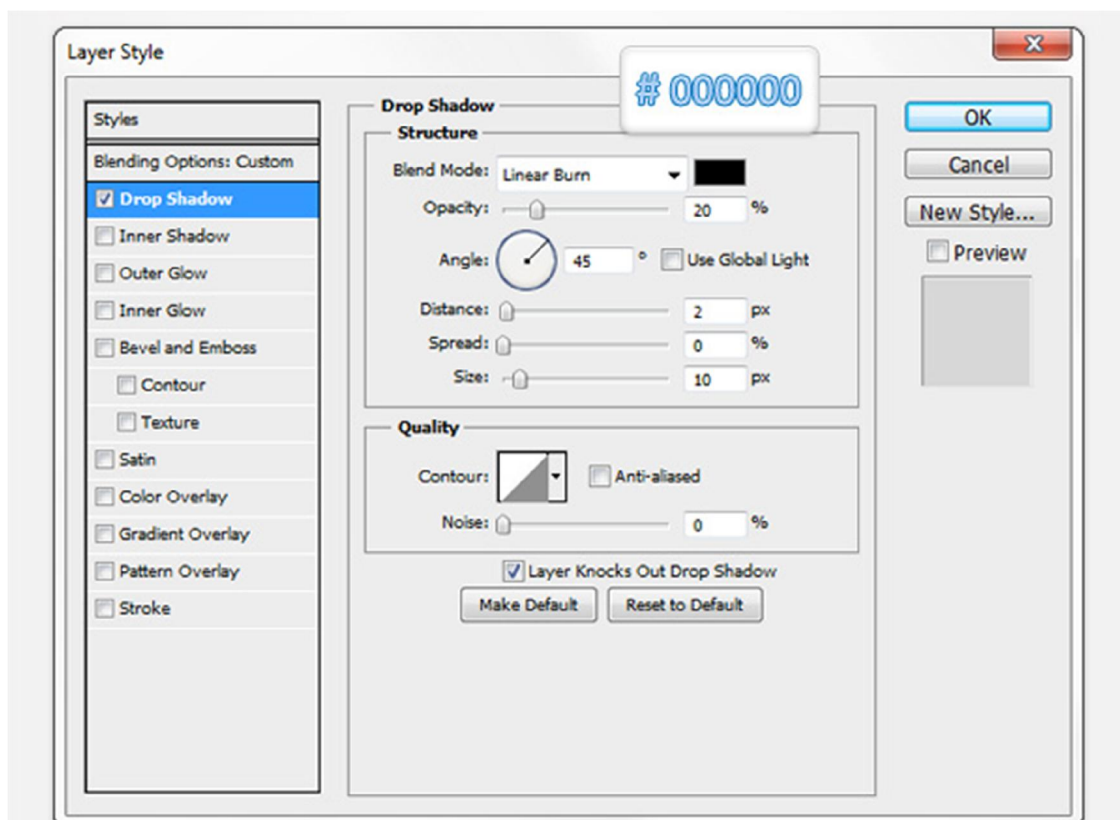 Layer Style
# 000000
Styles
Blending Options: Custom
Drop Shadow
Inner Shadow
Outer Glow
Inner Glow
Bevel and Emboss
Contour
Texture
Satin
Color Overlay
Gradient Overlay
Pattern Overlay
Stroke
Drop Shadow
Structure
Blend Mode: Linear Burn
Opacity: 20 %
Angle: 45 ° Use Global Light
Distance: 2 px
Spread: 0 %
Size: 10 px
Quality
Contour: Anti-aliased
Noise: 0 %
Layer Knocks Out Drop Shadow
Make Default Reset to Default
OK
Cancel
New Style...
Preview